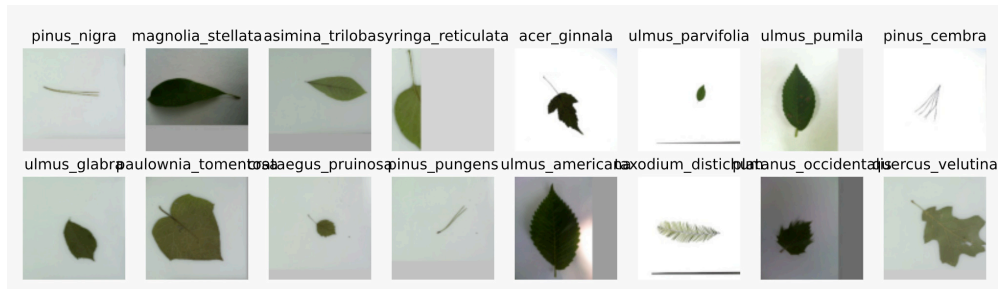 pinus_nigra magnolia_stellata asimina_triloba syringa_reticulata acer_ginnala ulmus_parvifolia ulmus_pumila pinus_cembra
ulmus_glabra paulownia_tomentosa crataegus_pruinosa pinus_pungens ulmus_americana taxodium_distichum platanus_occidentalis quercus_velutina